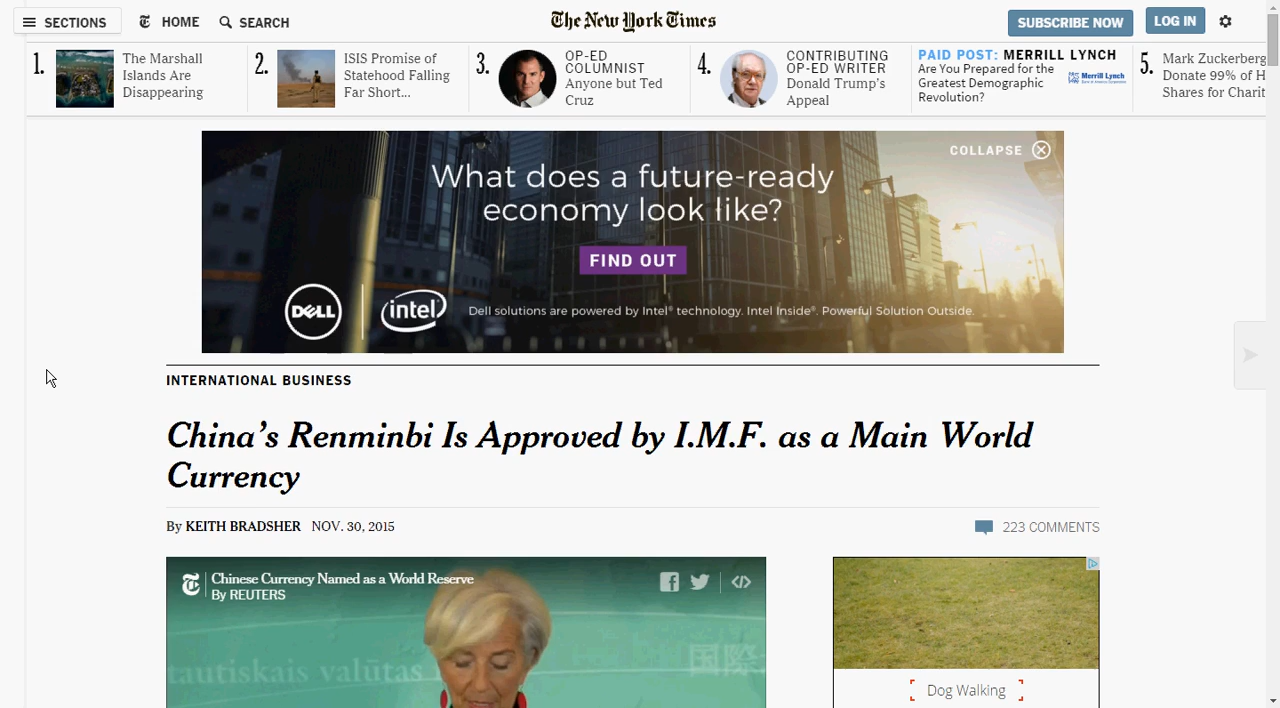 SECTIONS
HOME
SEARCH
The New York Times
SUBSCRIBE NOW
LOG IN
1.
The Marshall
Islands Are
Disappearing
2.
ISIS Promise of
Statehood Falling
Far Short...
3.
OP-ED
COLUMNIST
Anyone but Ted
Cruz
4.
CONTRIBUTING
OP-ED WRITER
Donald Trump's
Appeal
PAID POST: MERRILL LYNCH
Are You Prepared for the
Greatest Demographic
Revolution?
Merrill Lynch
5.
Mark Zuckerberg
Donate 99% of H
Shares for Charit
COLLAPSE
What does a future-ready
economy look like?
FIND OUT
DELL
intel
Dell solutions are powered by Intel® technology. Intel Inside®. Powerful Solution Outside.
INTERNATIONAL BUSINESS
China's Renminbi Is Approved by I.M.F. as a Main World
Currency
By KEITH BRADSHER NOV. 30, 2015
223 COMMENTS
Chinese Currency Named as a World Reserve
By REUTERS
tautiskais valūtas
国际
Dog Walking